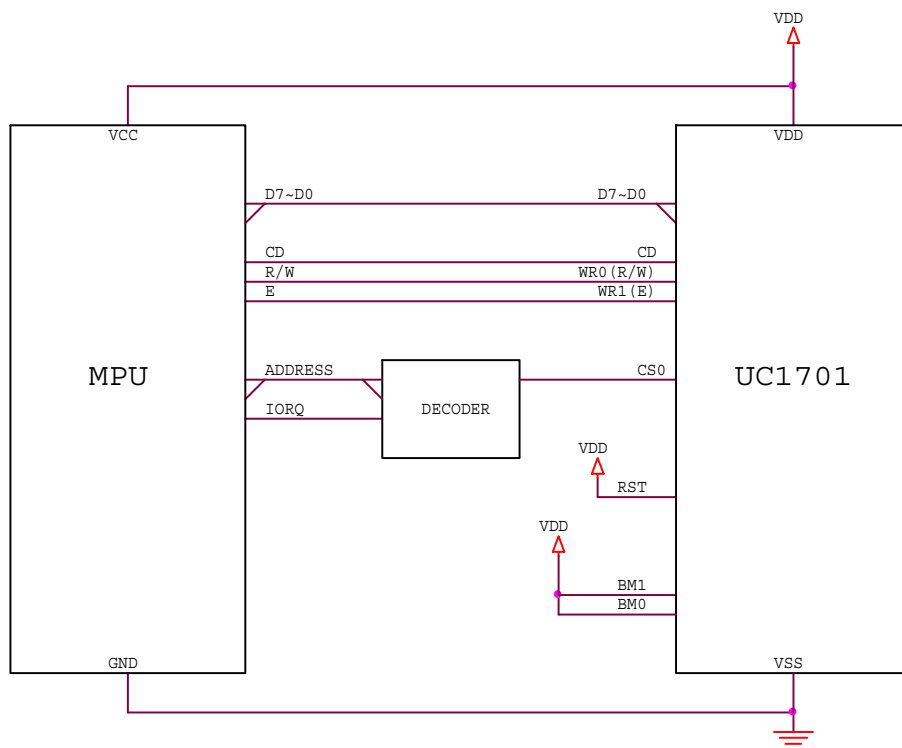 VDD
VCC VDD
D7~D0 D7~D0
CD CD
R/W WR0(R/W)
E WR1(E)
MPU ADDRESS CS0 UC1701
IORQ DECODER
VDD
RST
VDD
BM1
BM0
GND VSS